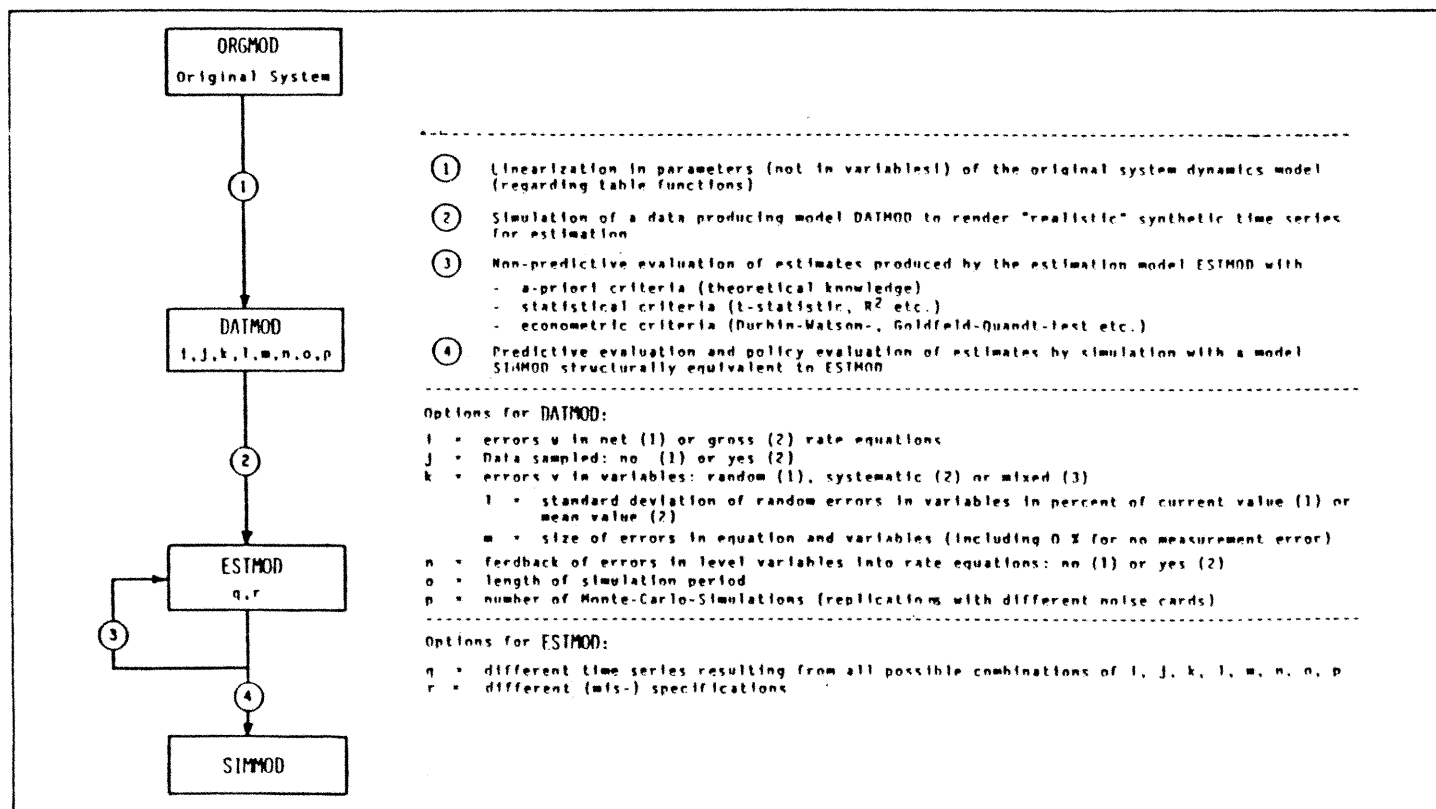 ORGMOD
Original System
1
DATMOD
i,j,k,l,m,n,o,p
2
ESTMOD
q,r
3
4
SIMMOD
1 Linearization in parameters (not in variables!) of the original system dynamics model
(regarding table functions)
2 Simulation of a data producing model DATMOD to render "realistic" synthetic time series
for estimation
3 Non-predictive evaluation of estimates produced by the estimation model ESTMOD with
- a-priori criteria (theoretical knowledge)
- statistical criteria (t-statistic, R² etc.)
- econometric criteria (Durbin-Watson-, Goldfeld-Quandt-test etc.)
4 Predictive evaluation and policy evaluation of estimates by simulation with a model
SIMMOD structurally equivalent to ESTMOD
Options for DATMOD:
i = errors w in net (1) or gross (2) rate equations
j = Data sampled: no (1) or yes (2)
k = errors v in variables: random (1), systematic (2) or mixed (3)
l = standard deviation of random errors in variables in percent of current value (1) or
mean value (2)
m = size of errors in equation and variables (including 0 % for no measurement error)
n = feedback of errors in level variables into rate equations: no (1) or yes (2)
o = length of simulation period
p = number of Monte-Carlo-Simulations (replications with different noise cards)
Options for ESTMOD:
q = different time series resulting from all possible combinations of i, j, k, l, m, n, o, p
r = different (mis-) specifications